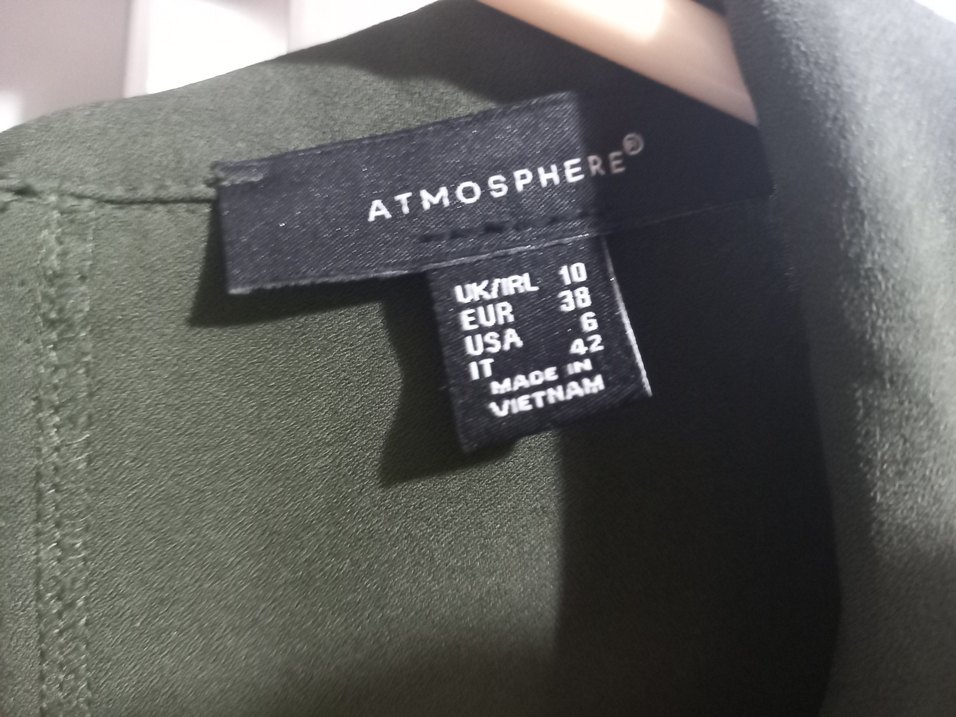 ATMOSPHERE®
UK/IRL 10
EUR 38
USA 6
IT 42
MADE IN
VIETNAM